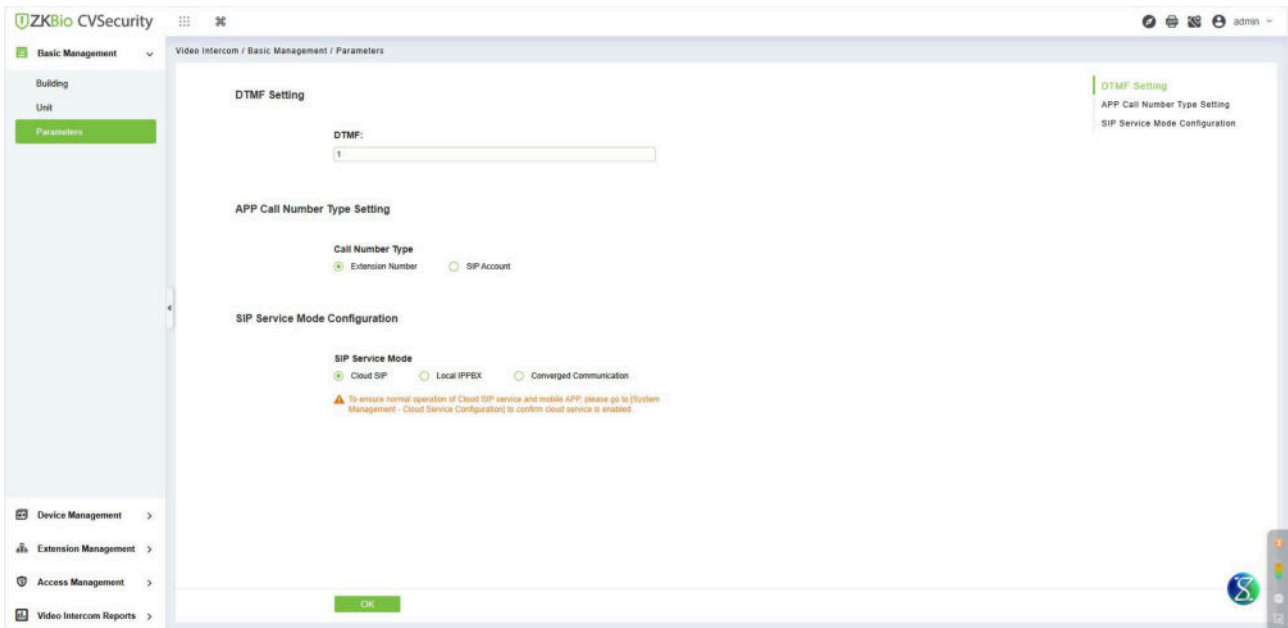 ZKBio CVSecurity
admin
Basic Management
Building
Unit
Parameters
Device Management
Extension Management
Access Management
Video Intercom Reports
Video Intercom / Basic Management / Parameters
DTMF Setting
DTMF:
1
APP Call Number Type Setting
Call Number Type
Extension Number SIP Account
SIP Service Mode Configuration
SIP Service Mode
Cloud SIP Local IPPBX Converged Communication
To ensure normal operation of Cloud SIP service and mobile APP, please go to [System
Management - Cloud Service Configuration] to confirm cloud service is enabled.
OK
DTMF Setting
APP Call Number Type Setting
SIP Service Mode Configuration